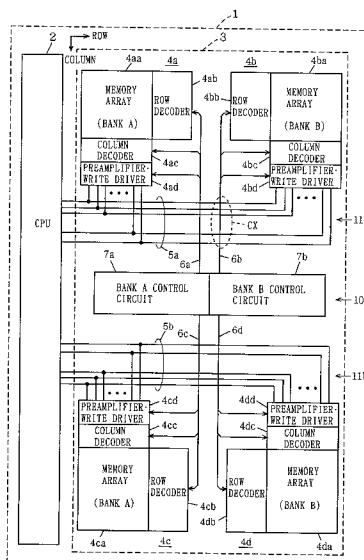 1
2
ROW
COLUMN
3
4aa
4a
4b
4ba
4ab
4bb
MEMORY
ARRAY
(BANK A)
ROW
DECODER
ROW
DECODER
MEMORY
ARRAY
(BANK B)
COLUMN
DECODER
4ac
4bc
COLUMN
DECODER
PREAMPLIFIER·
WRITE DRIVER
4ad
4bd
PREAMPLIFIER·
WRITE DRIVER
CPU
CX
5a
6a
6b
7a
7b
BANK A CONTROL
CIRCUIT
BANK B CONTROL
CIRCUIT
10
5b
6c
6d
PREAMPLIFIER·
WRITE DRIVER
4cd
4dd
PREAMPLIFIER·
WRITE DRIVER
COLUMN
DECODER
4cc
4dc
COLUMN
DECODER
MEMORY
ARRAY
(BANK A)
ROW
DECODER
ROW
DECODER
MEMORY
ARRAY
(BANK B)
4cb
4db
4ca
4c
4d
4da